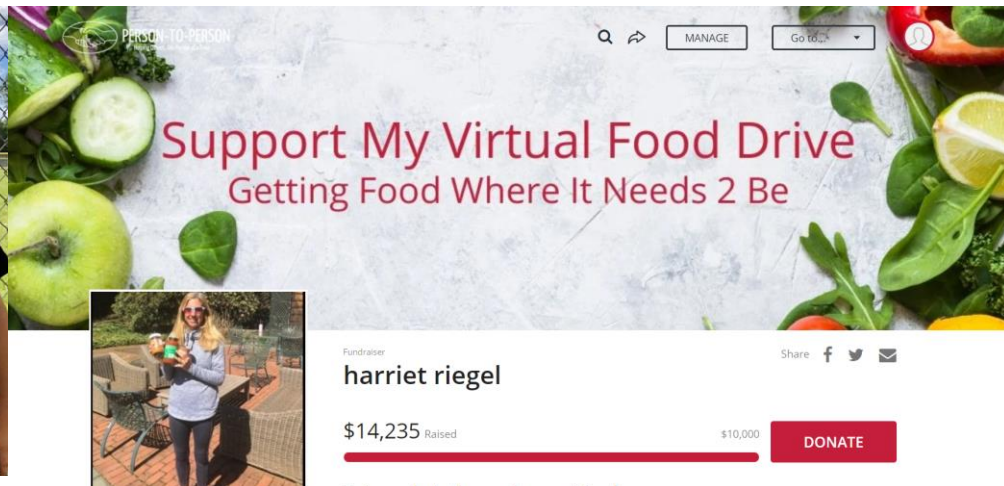 PERSON-TO-PERSON
MANAGE
Go to...
Support My Virtual Food Drive
Getting Food Where It Needs 2 Be
Fundraiser
harriet riegel
Share
$14,235 Raised
$10,000
DONATE